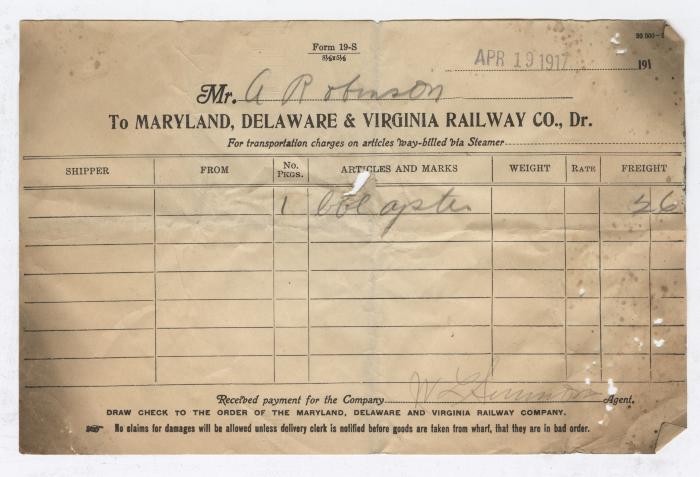 Form 19-S
8½x5½
APR 19 1917 191
Mr. A Robinson
To MARYLAND, DELAWARE & VIRGINIA RAILWAY CO., Dr.
For transportation charges on articles way-billed via Steamer
SHIPPER FROM No. Pkgs. ARTICLES AND MARKS WEIGHT RATE FREIGHT
1 bbl oyster 26
Received payment for the Company W Agent.
DRAW CHECK TO THE ORDER OF THE MARYLAND, DELAWARE AND VIRGINIA RAILWAY COMPANY.
No claims for damages will be allowed unless delivery clerk is notified before goods are taken from wharf, that they are in bad order.